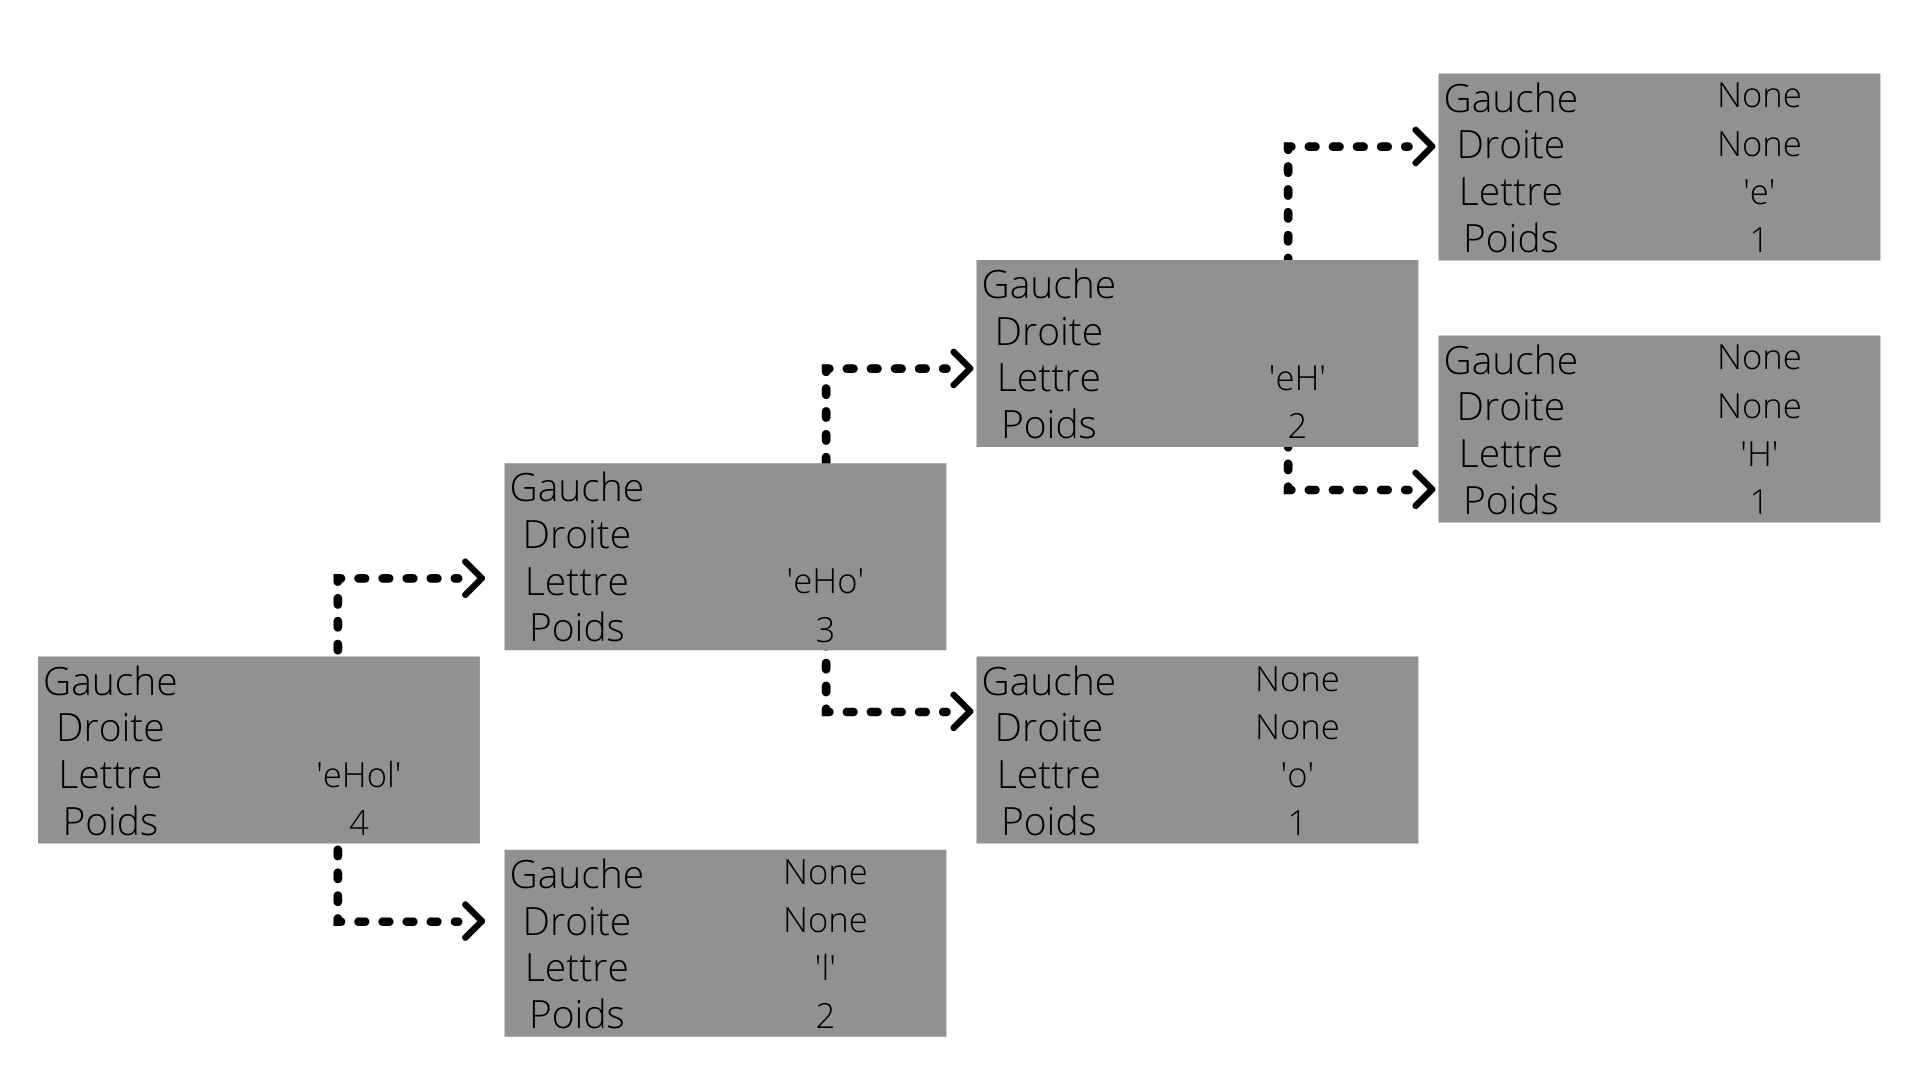 Gauche None
Droite None
Lettre 'e'
Poids 1
Gauche
Droite
Lettre 'eH'
Poids 2
Gauche None
Droite None
Lettre 'H'
Poids 1
Gauche
Droite
Lettre 'eHo'
Poids 3
Gauche
Droite
Lettre 'eHol'
Poids 4
Gauche None
Droite None
Lettre 'o'
Poids 1
Gauche None
Droite None
Lettre 'l'
Poids 2